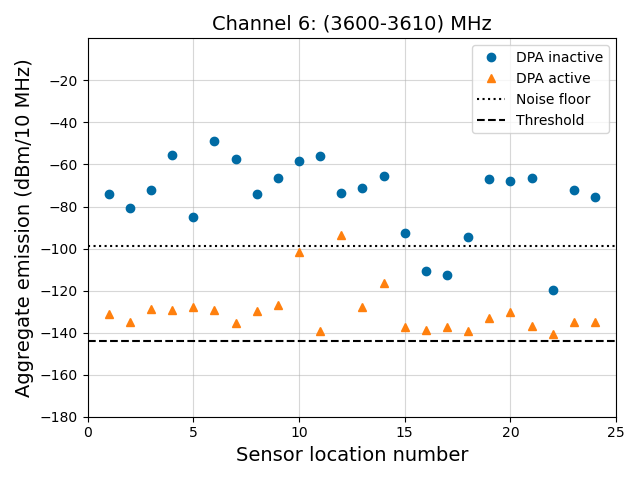 Channel 6: (3600-3610) MHz
DPA inactive
DPA active
Noise floor
Threshold
Aggregate emission (dBm/10 MHz)
−20
−40
−60
−80
−100
−120
−140
−160
−180
0 5 10 15 20 25
Sensor location number